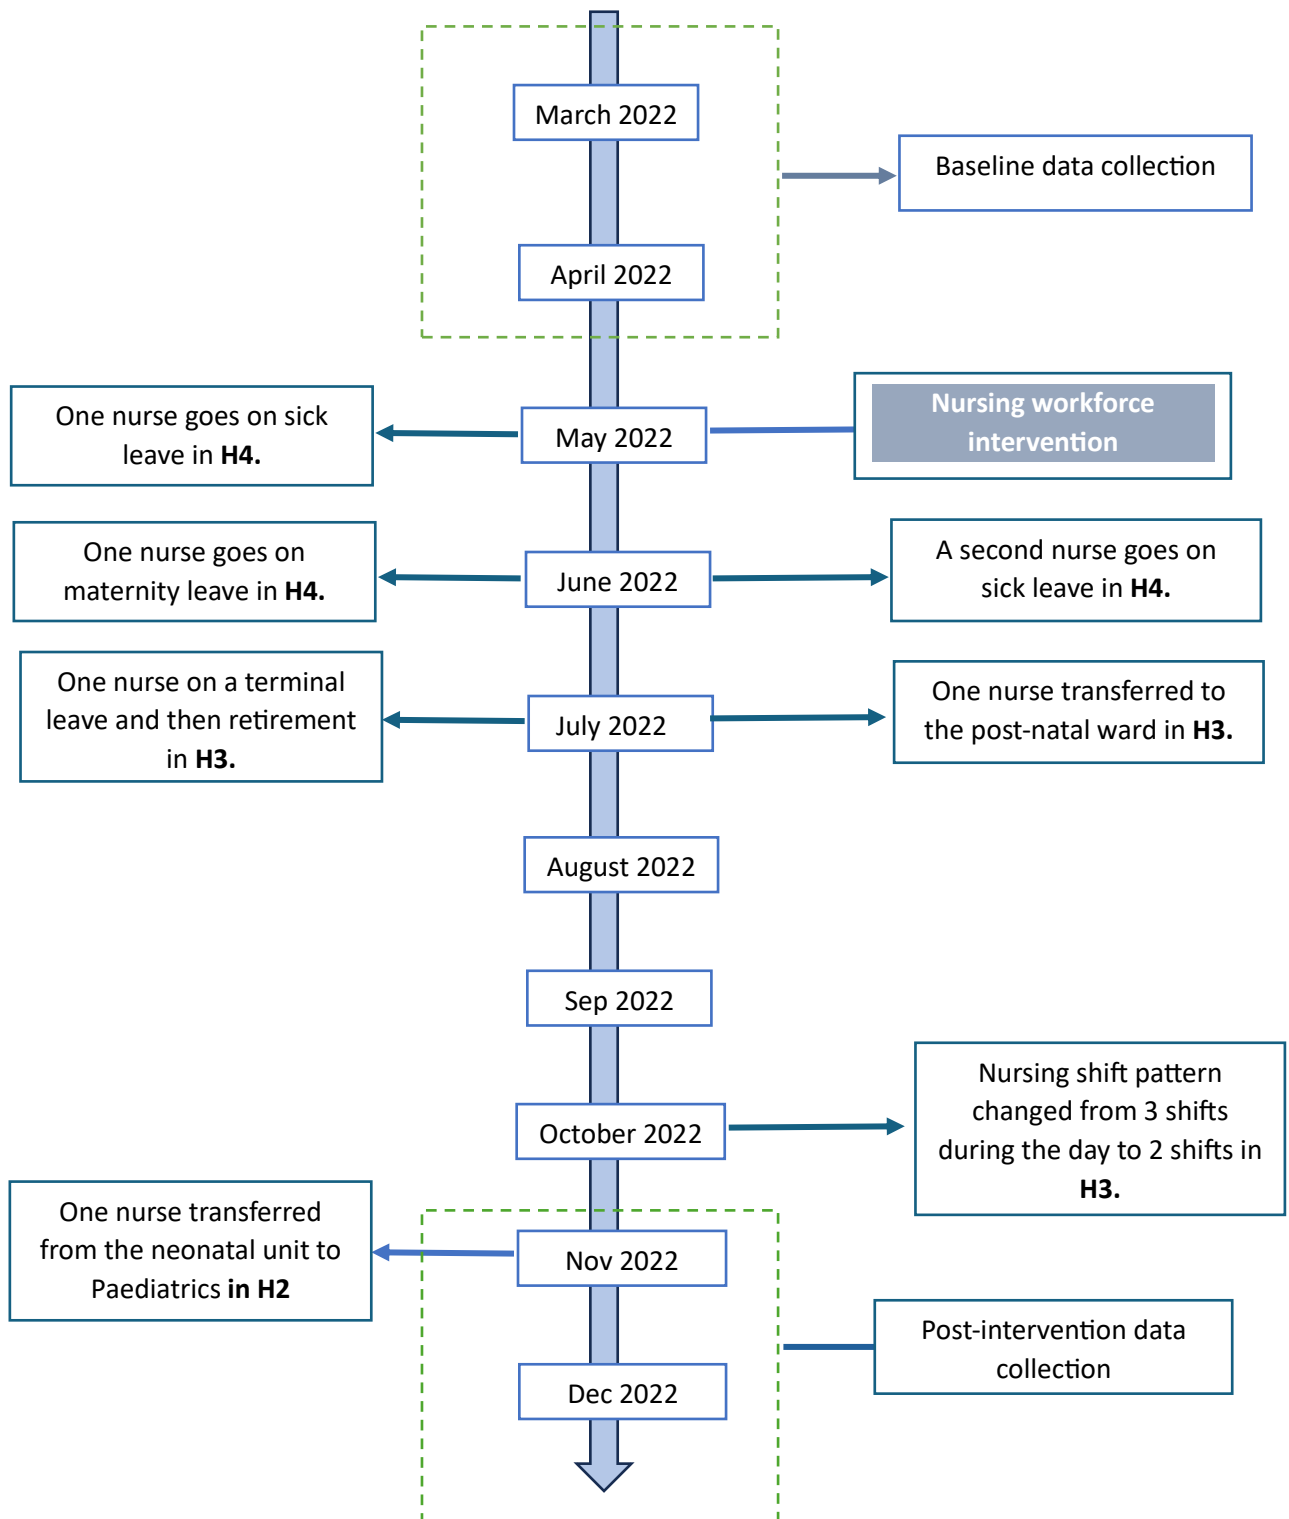 March 2022
Baseline data collection
April 2022
One nurse goes on sick
leave in H4.
May 2022
Nursing workforce
intervention
One nurse goes on
maternity leave in H4.
June 2022
A second nurse goes on
sick leave in H4.
One nurse on a terminal
leave and then retirement
in H3.
July 2022
One nurse transferred to
the post-natal ward in H3.
August 2022
Sep 2022
October 2022
Nursing shift pattern
changed from 3 shifts
during the day to 2 shifts in
H3.
One nurse transferred
from the neonatal unit to
Paediatrics in H2
Nov 2022
Post-intervention data
collection
Dec 2022